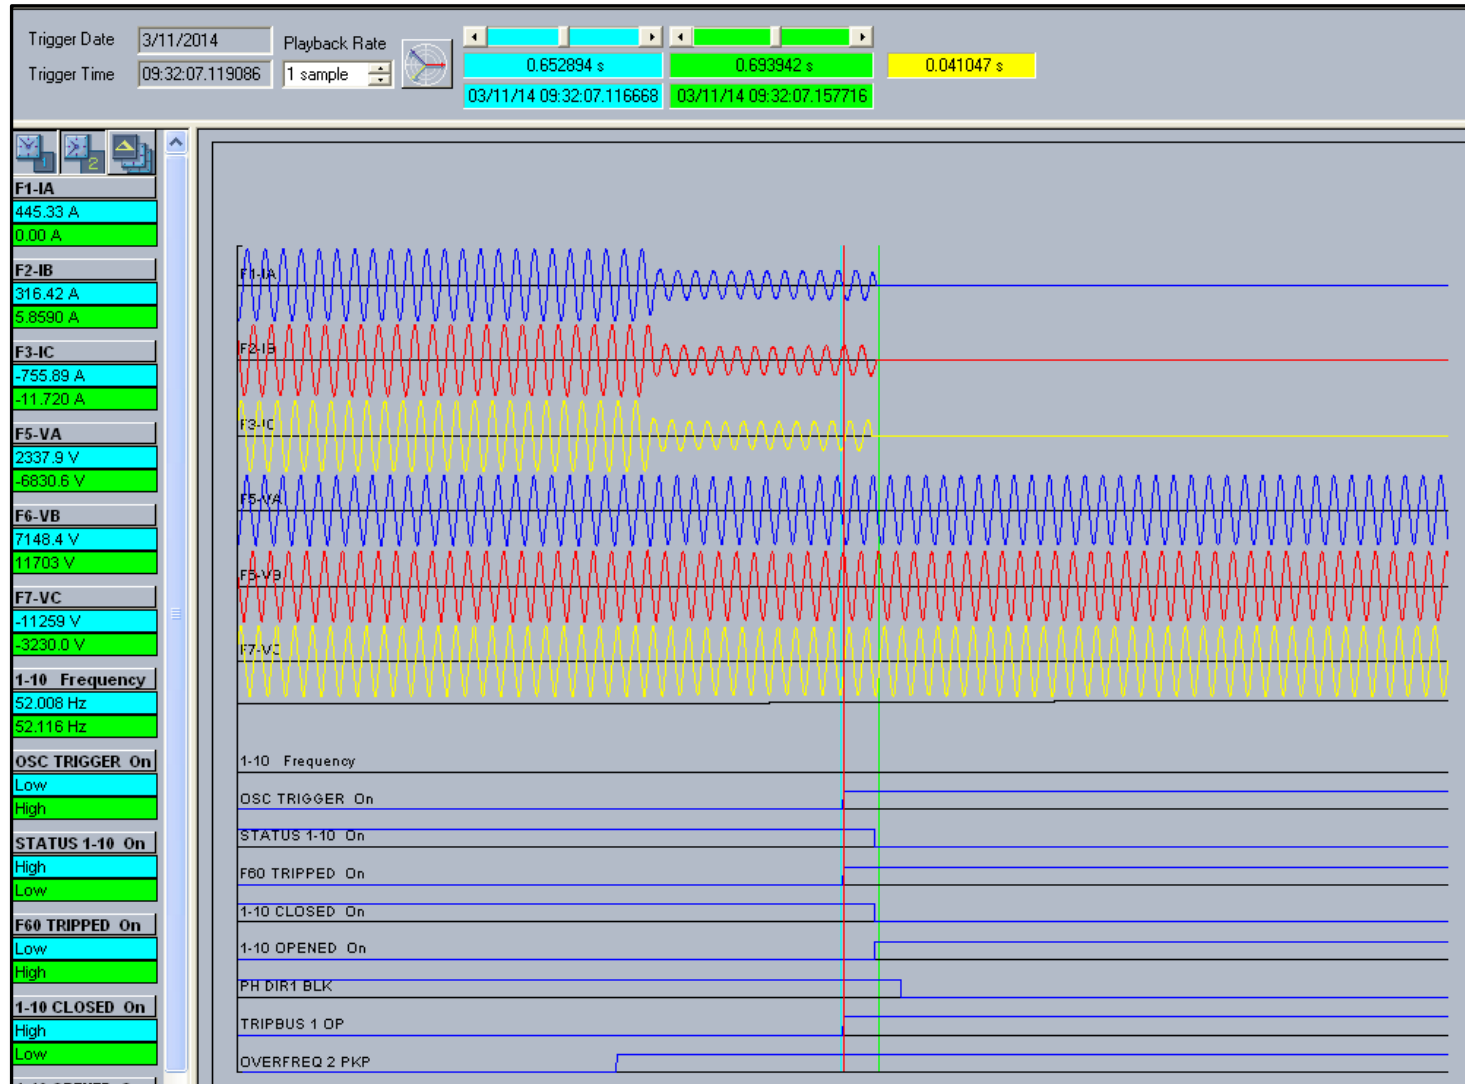 Trigger Date 3/11/2014 Playback Rate
0.652894 s 0.693942 s 0.041047 s
Trigger Time 09:32:07.119086 1 sample
03/11/14 09:32:07.116668 03/11/14 09:32:07.157716
1 2
F1-IA
445.33 A
0.00 A
F2-IB
316.42 A
5.8590 A
F3-IC
-755.89 A
-11.720 A
F5-VA
2337.9 V
-6830.6 V
F6-VB
7148.4 V
11703 V
F7-VC
-11259 V
-3230.0 V
1-10 Frequency
52.008 Hz
52.116 Hz
OSC TRIGGER On
Low
High
STATUS 1-10 On
High
Low
F60 TRIPPED On
Low
High
1-10 CLOSED On
High
Low
F1-IA
F2-IB
F3-IC
F5-VA
F6-VB
F7-VC
1-10 Frequency
OSC TRIGGER On
STATUS 1-10 On
F60 TRIPPED On
1-10 CLOSED On
1-10 OPENED On
PH DIR1 BLK
TRIPBUS 1 OP
OVERFREQ 2 PKP